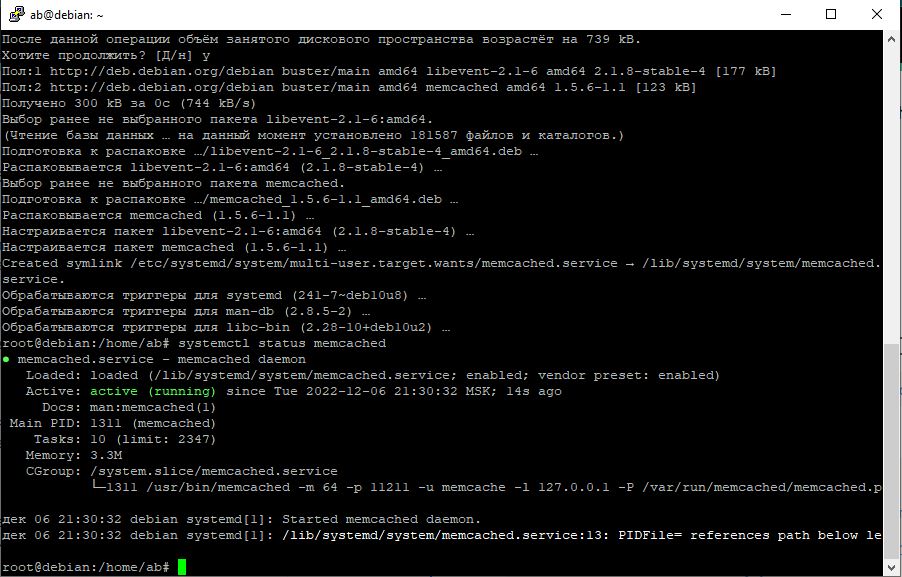 ab@debian: ~
После данной операции объём занятого дискового пространства возрастёт на 739 kB.
Хотите продолжить? [Д/н] y
Пол:1 http://deb.debian.org/debian buster/main amd64 libevent-2.1-6 amd64 2.1.8-stable-4 [177 kB]
Пол:2 http://deb.debian.org/debian buster/main amd64 memcached amd64 1.5.6-1.1 [123 kB]
Получено 300 kB за 0с (744 kB/s)
Выбор ранее не выбранного пакета libevent-2.1-6:amd64.
(Чтение базы данных … на данный момент установлено 181587 файлов и каталогов.)
Подготовка к распаковке …/libevent-2.1-6_2.1.8-stable-4_amd64.deb …
Распаковывается libevent-2.1-6:amd64 (2.1.8-stable-4) …
Выбор ранее не выбранного пакета memcached.
Подготовка к распаковке …/memcached_1.5.6-1.1_amd64.deb …
Распаковывается memcached (1.5.6-1.1) …
Настраивается пакет libevent-2.1-6:amd64 (2.1.8-stable-4) …
Настраивается пакет memcached (1.5.6-1.1) …
Created symlink /etc/systemd/system/multi-user.target.wants/memcached.service → /lib/systemd/system/memcached.
service.
Обрабатываются триггеры для systemd (241-7~deb10u8) …
Обрабатываются триггеры для man-db (2.8.5-2) …
Обрабатываются триггеры для libc-bin (2.28-10+deb10u2) …
root@debian:/home/ab# systemctl status memcached
● memcached.service - memcached daemon
Loaded: loaded (/lib/systemd/system/memcached.service; enabled; vendor preset: enabled)
Active: active (running) since Tue 2022-12-06 21:30:32 MSK; 14s ago
Docs: man:memcached(1)
Main PID: 1311 (memcached)
Tasks: 10 (limit: 2347)
Memory: 3.3M
CGroup: /system.slice/memcached.service
└─1311 /usr/bin/memcached -m 64 -p 11211 -u memcache -l 127.0.0.1 -P /var/run/memcached/memcached.p
дек 06 21:30:32 debian systemd[1]: Started memcached daemon.
дек 06 21:30:32 debian systemd[1]: /lib/systemd/system/memcached.service:13: PIDFile= references path below le
root@debian:/home/ab#